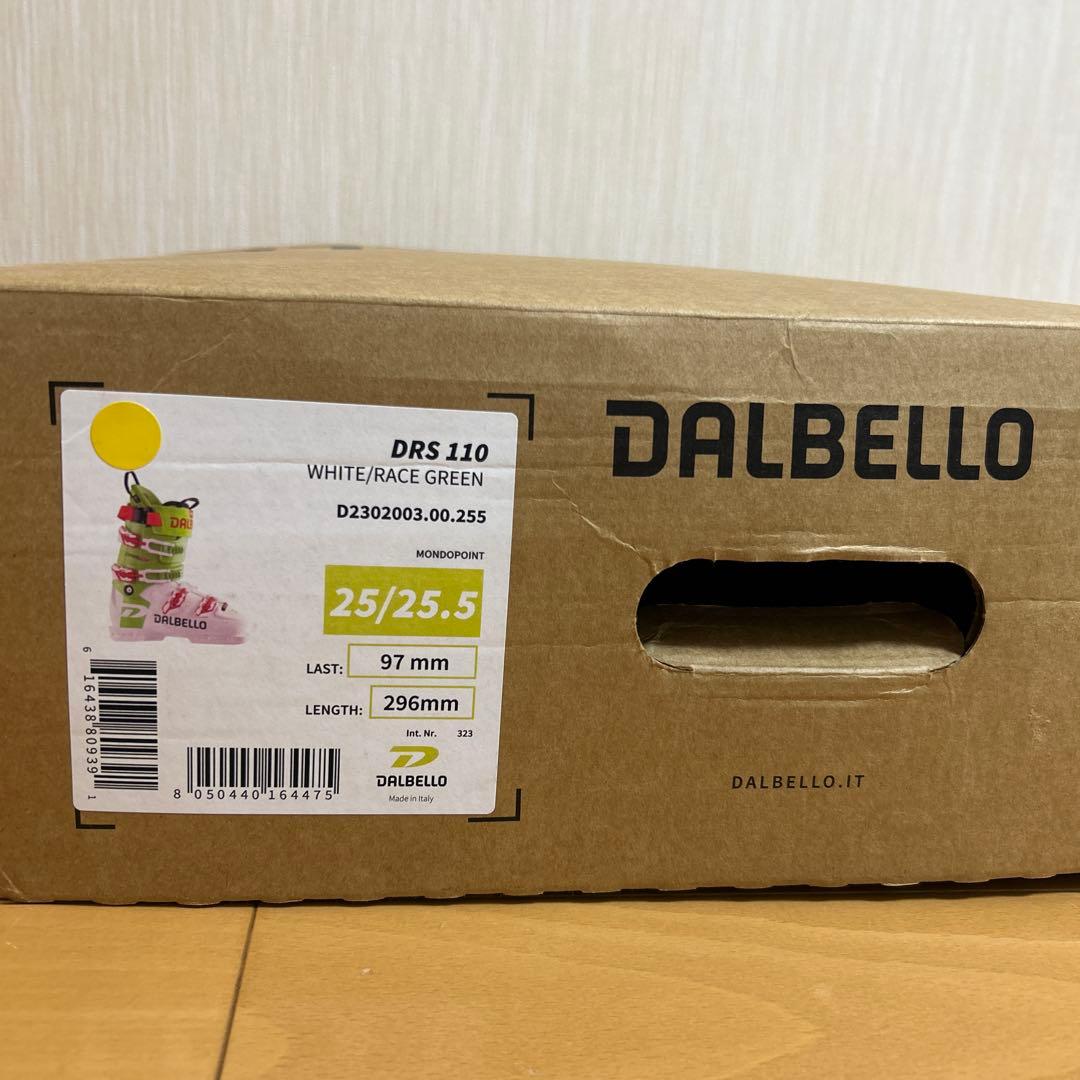 DALBELLO
DRS 110
WHITE/RACE GREEN
D2302003.00.255
MONDOPOINT
25/25.5
DALBELLO
LAST: 97 mm
LENGTH: 296mm
Int. Nr. 323
6 16438 80939 1
8 050440 164475
DALBELLO
Made in Italy
DALBELLO.IT